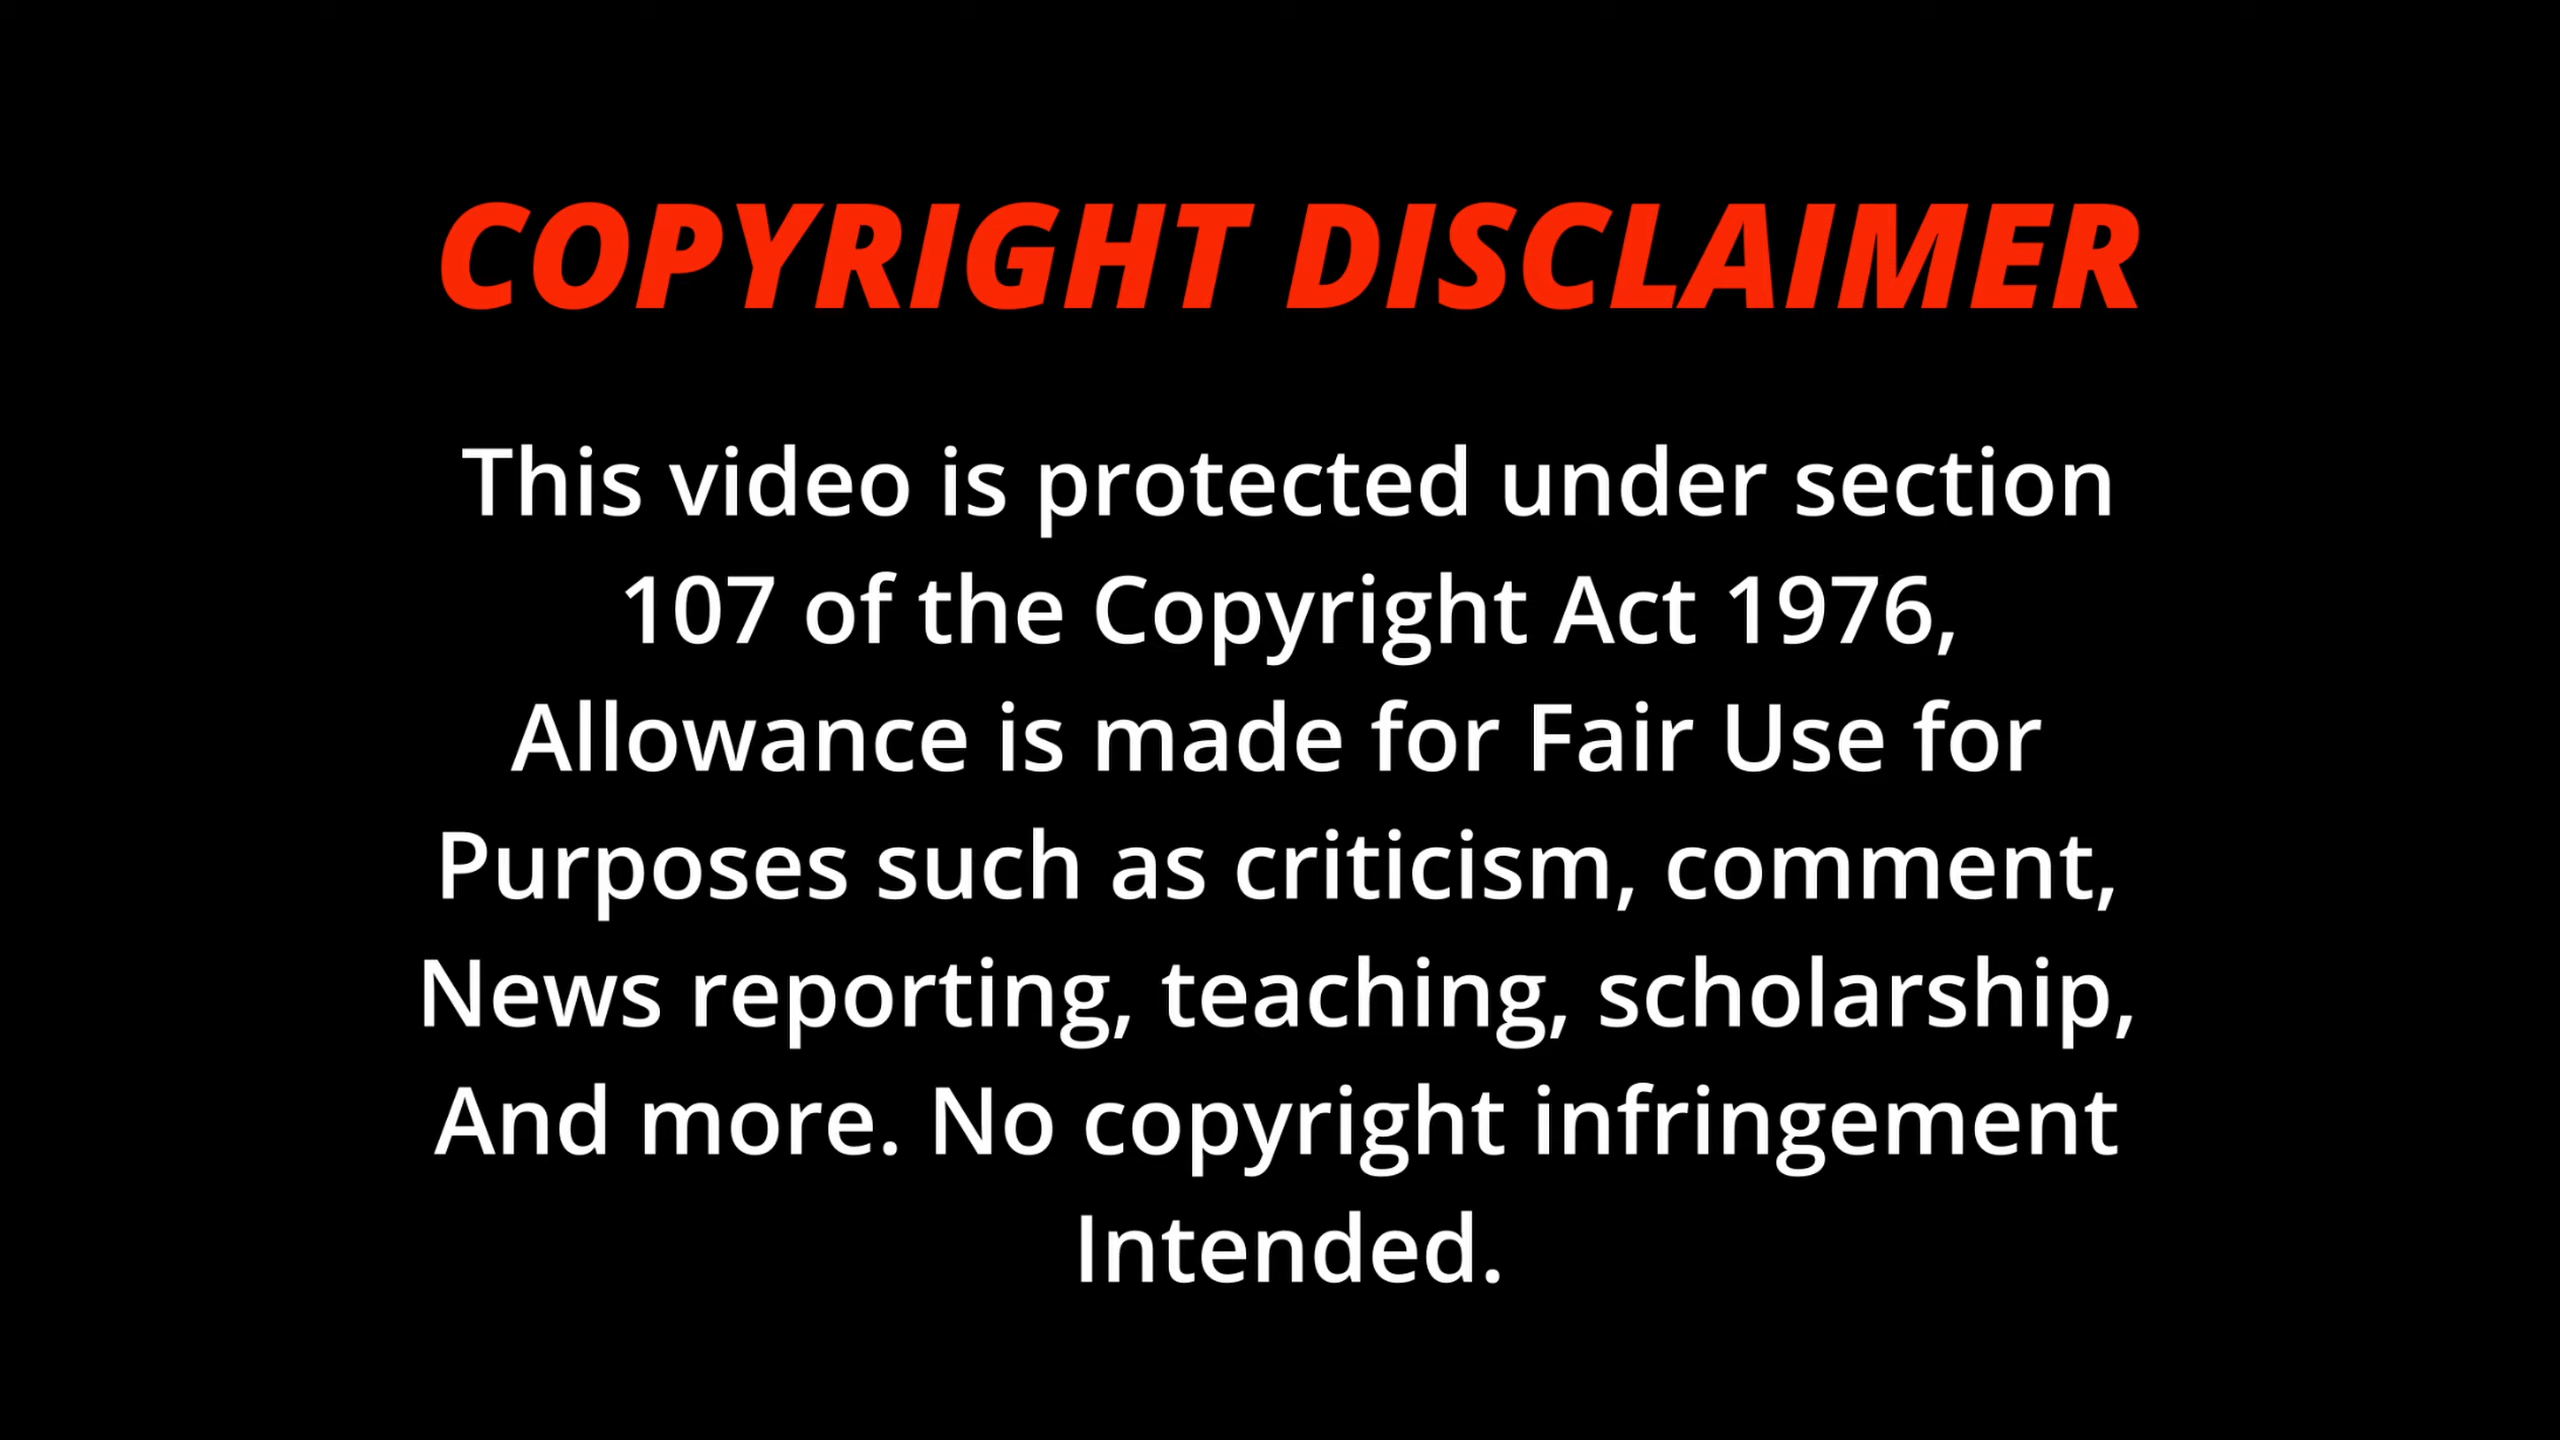 COPYRIGHT DISCLAIMER
This video is protected under section
107 of the Copyright Act 1976,
Allowance is made for Fair Use for
Purposes such as criticism, comment,
News reporting, teaching, scholarship,
And more. No copyright infringement
Intended.